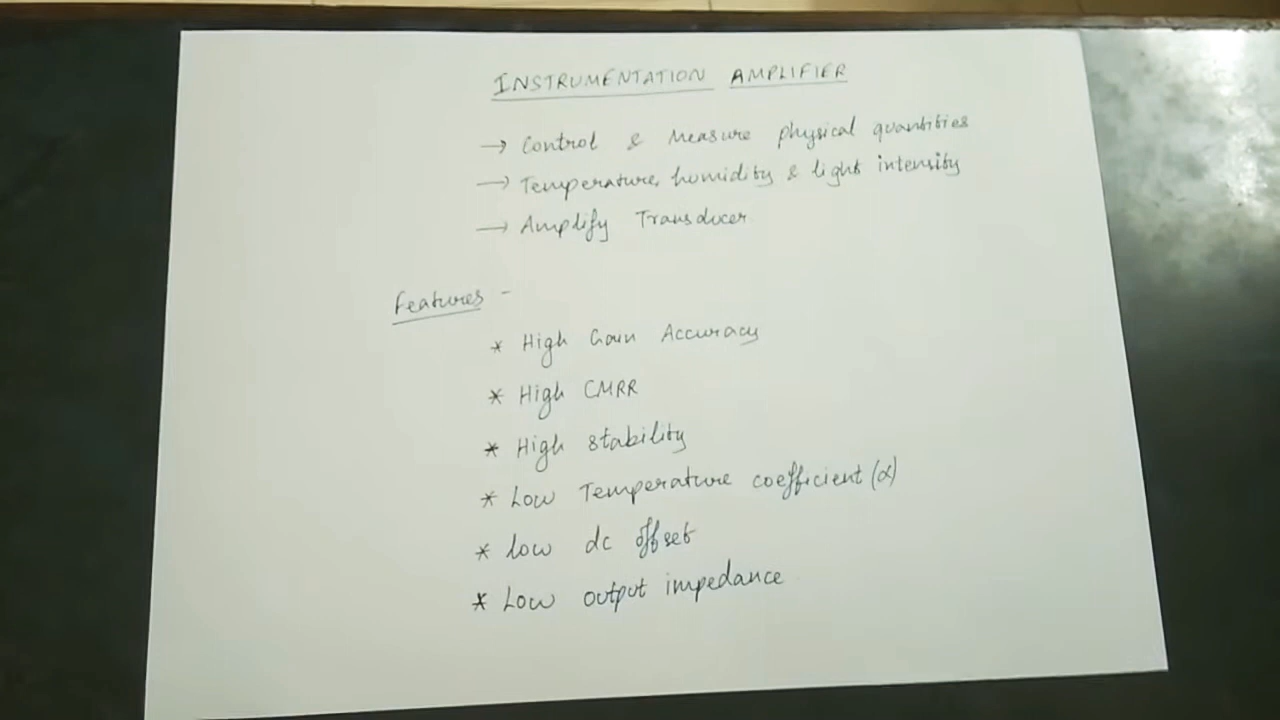 INSTRUMENTATION AMPLIFIER
→ Control & Measure physical quantities
→ Temperature, humidity & light intensity
→ Amplify Transducer
Features -
* High Gain Accuracy
* High CMRR
* High stability
* Low Temperature coefficient (α)
* low dc offset
* Low output impedance